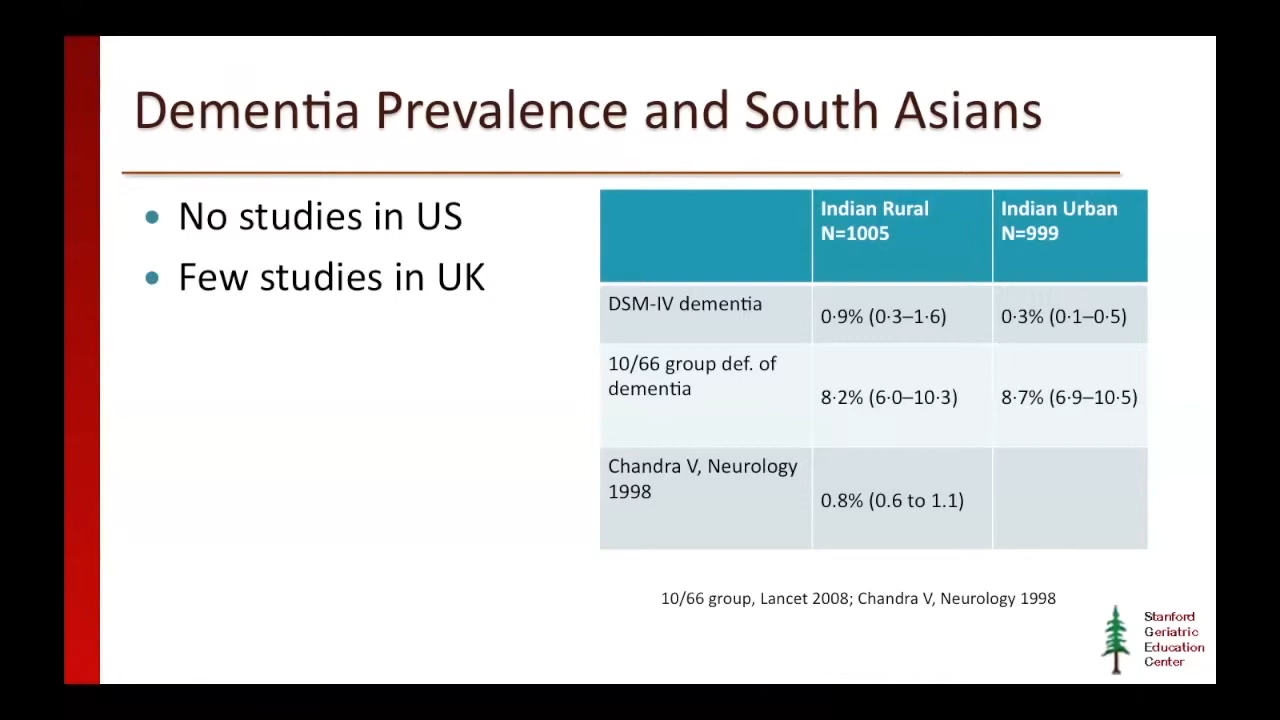 Dementia Prevalence and South Asians
• No studies in US
• Few studies in UK
Indian Rural
N=1005
Indian Urban
N=999
DSM-IV dementia
0·9% (0·3–1·6)
0·3% (0·1–0·5)
10/66 group def. of
dementia
8·2% (6·0–10·3)
8·7% (6·9–10·5)
Chandra V, Neurology
1998
0.8% (0.6 to 1.1)
10/66 group, Lancet 2008; Chandra V, Neurology 1998
Stanford
Geriatric
Education
Center